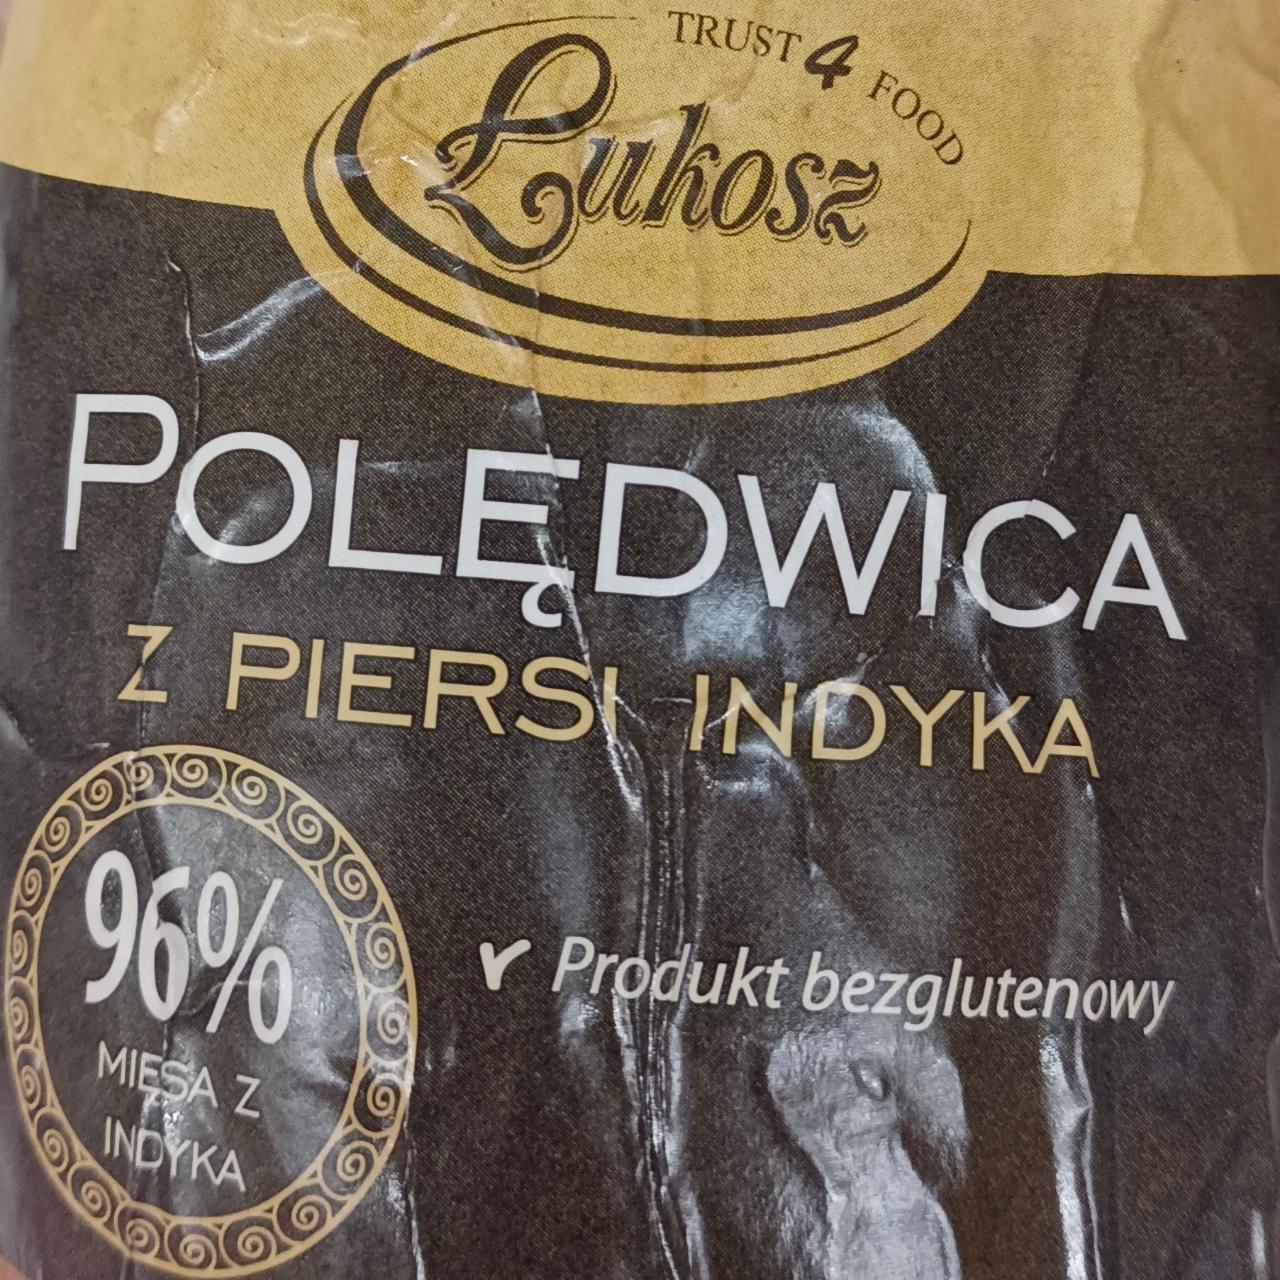 TRUST 4 FOOD
Łukosz
POLĘDWICA
Z PIERSI INDYKA
96%
MIĘSA Z
INDYKA
✓ Produkt bezglutenowy